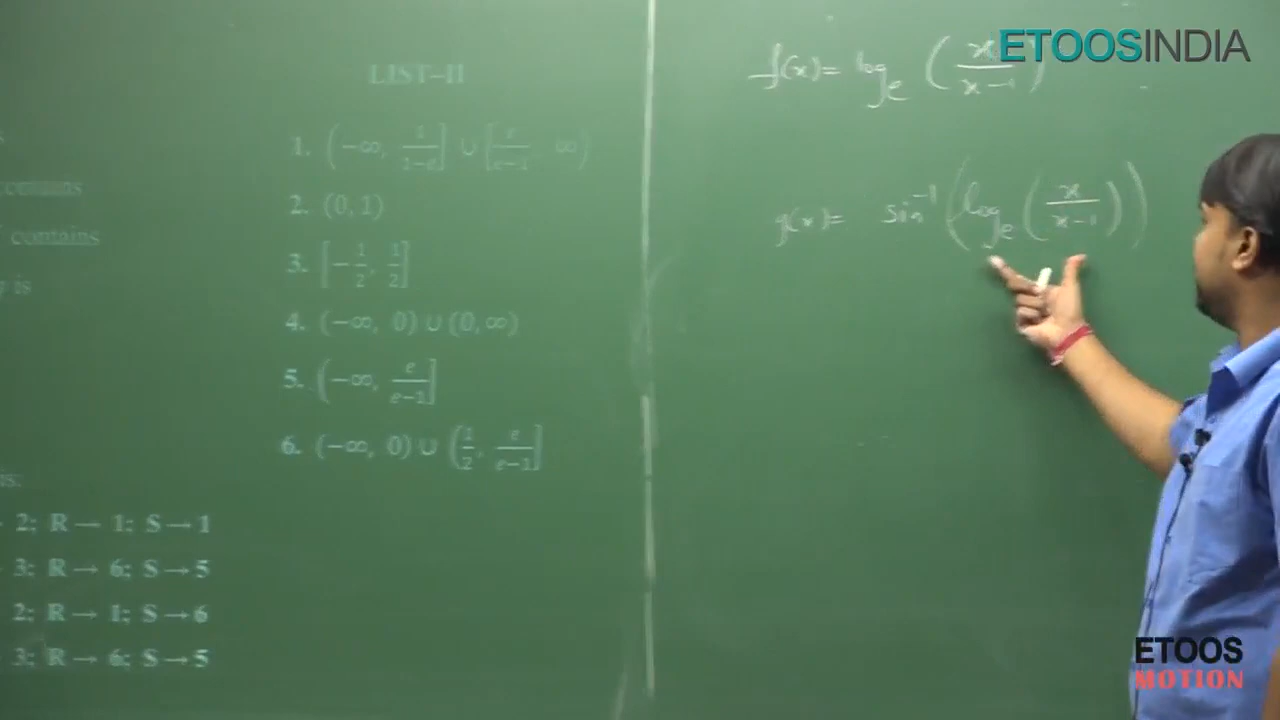 ETOOSINDIA
LIST–II
f(x) = log_e (x/(x-1))
1. (−∞, 1/(1−e)] ∪ [e/(e−1), ∞)
contains
2. (0, 1)
g(x) = sin⁻¹ (log_e (x/(x-1)))
contains
3. [−1/2, 1/2]
is
4. (−∞, 0) ∪ (0, ∞)
5. (−∞, e/(e−1)]
6. (−∞, 0) ∪ (1/2, e/(e−1)]
2; R → 1; S → 1
3; R → 6; S → 5
2; R → 1; S → 6
3; R → 6; S → 5
ETOOS
MOTION